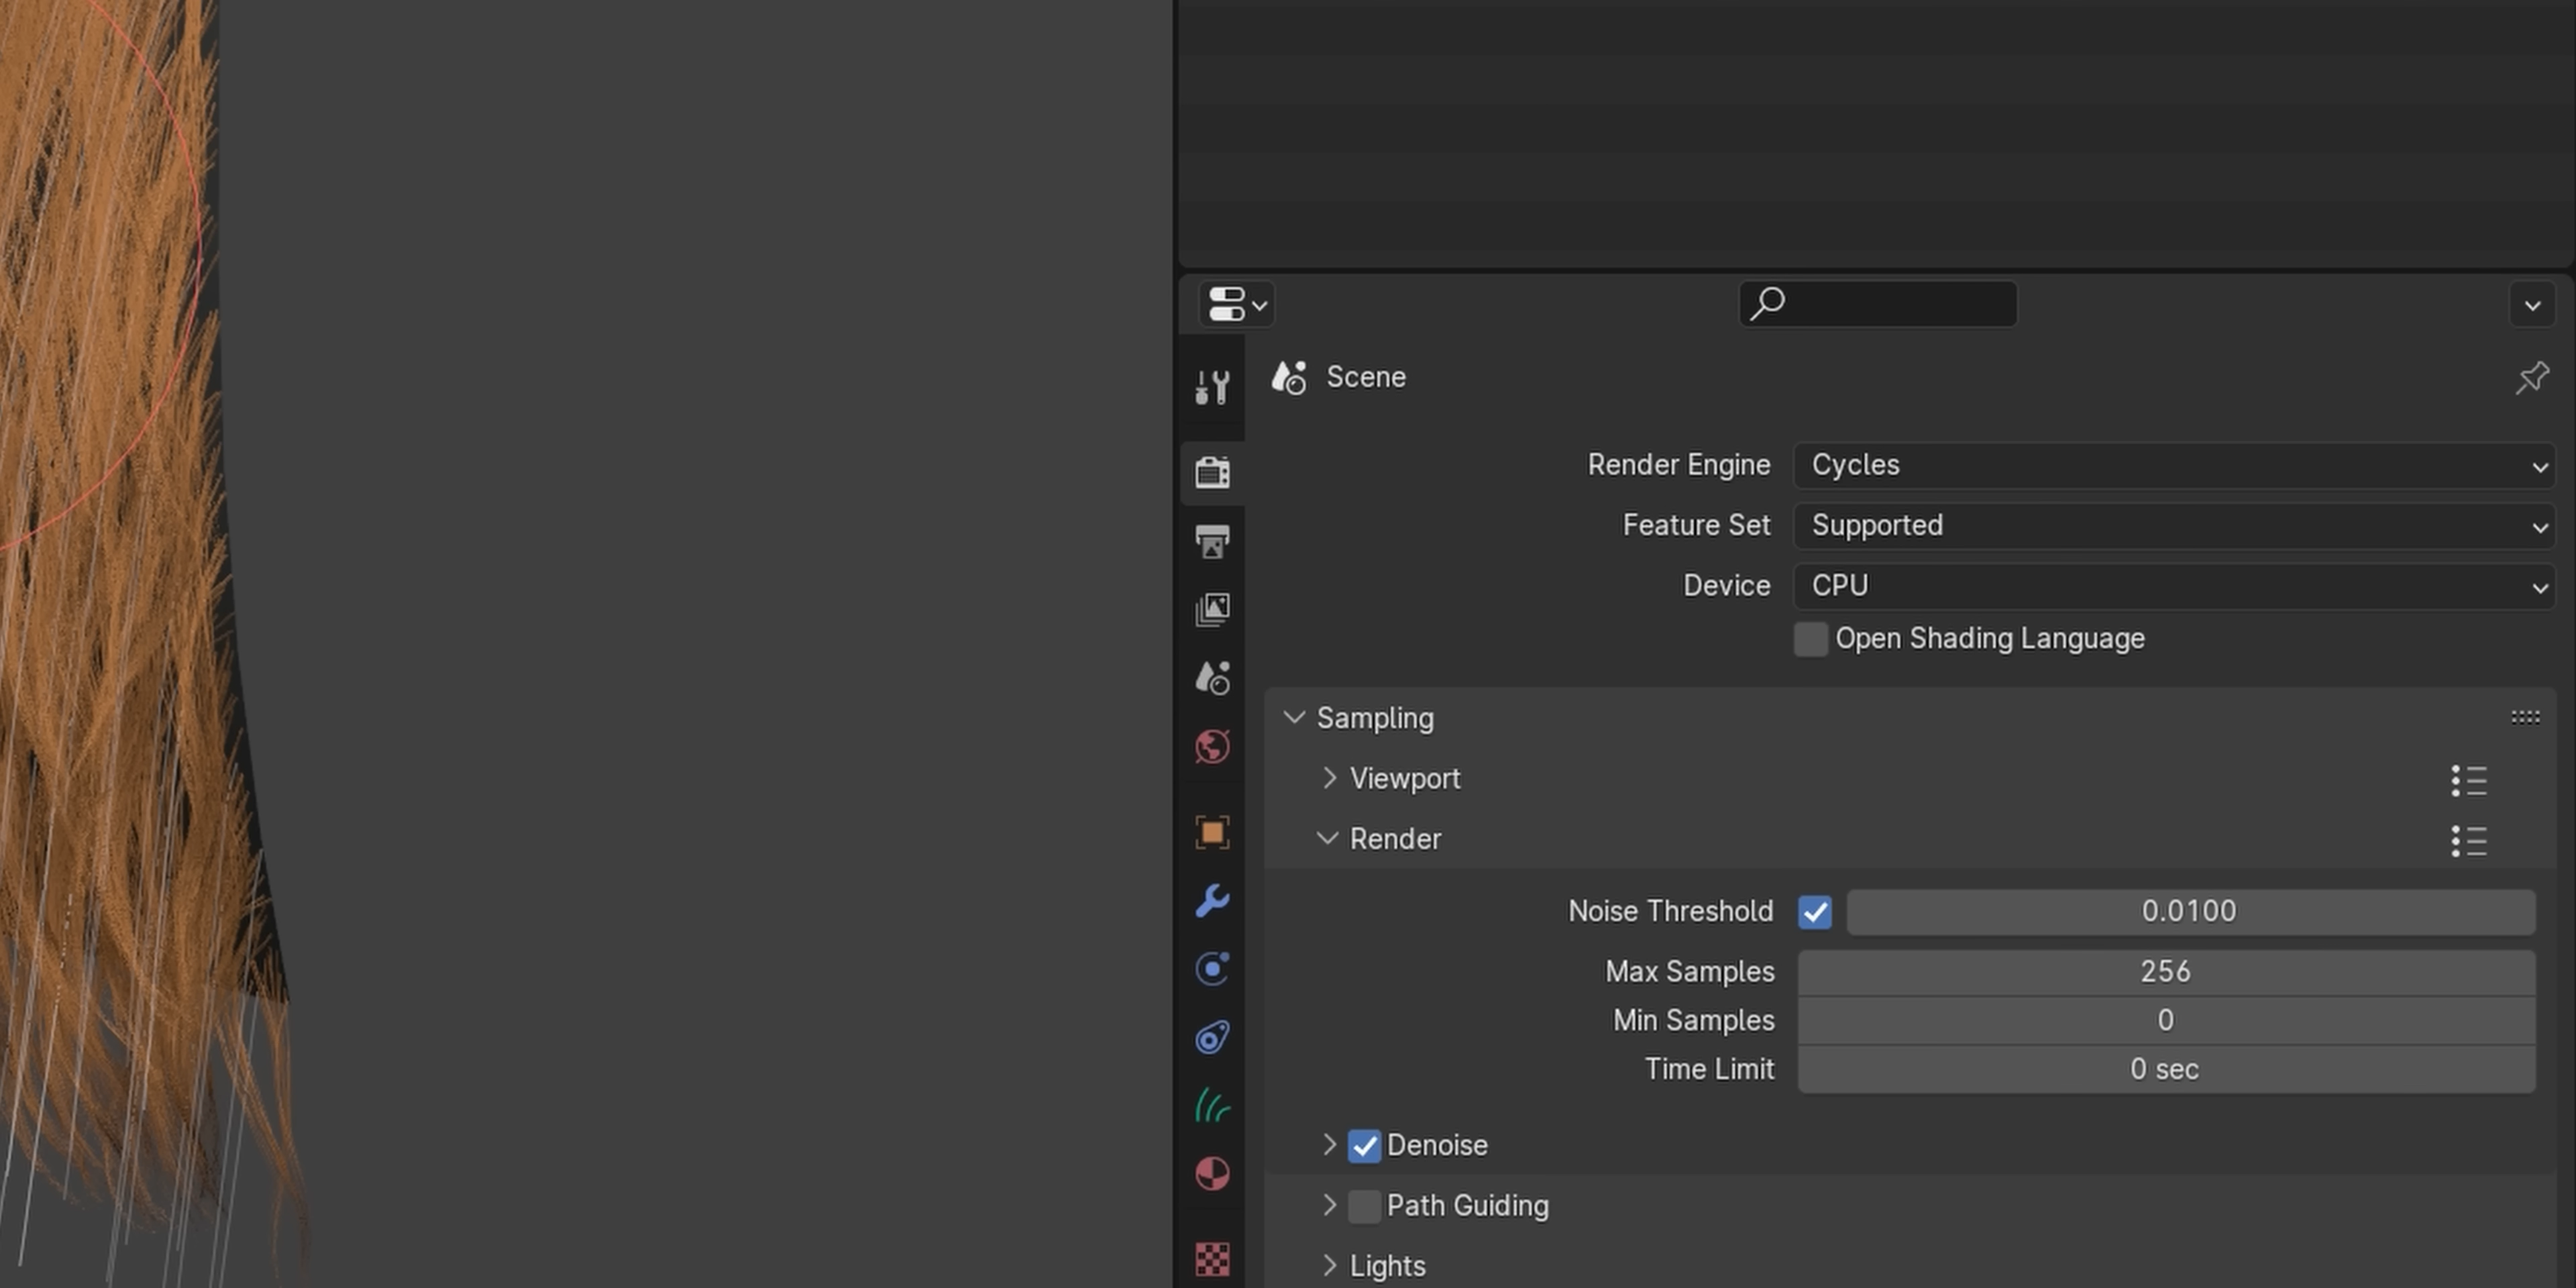 Scene
Render Engine Cycles
Feature Set Supported
Device CPU
Open Shading Language
Sampling
Viewport
Render
Noise Threshold 0.0100
Max Samples 256
Min Samples 0
Time Limit 0 sec
Denoise
Path Guiding
Lights